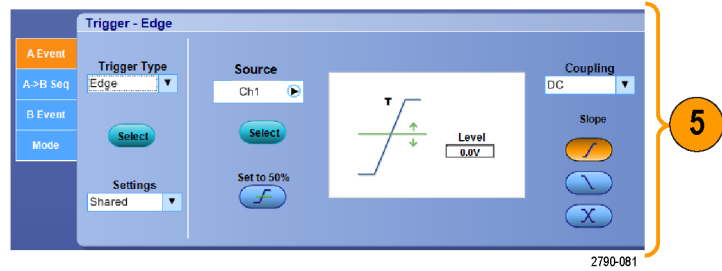 Trigger - Edge
A Event
A->B Seq
B Event
Mode
Trigger Type
Edge
Select
Settings
Shared
Source
Ch1
Select
Set to 50%
T
Level
0.0V
Coupling
DC
Slope
5
2790-081